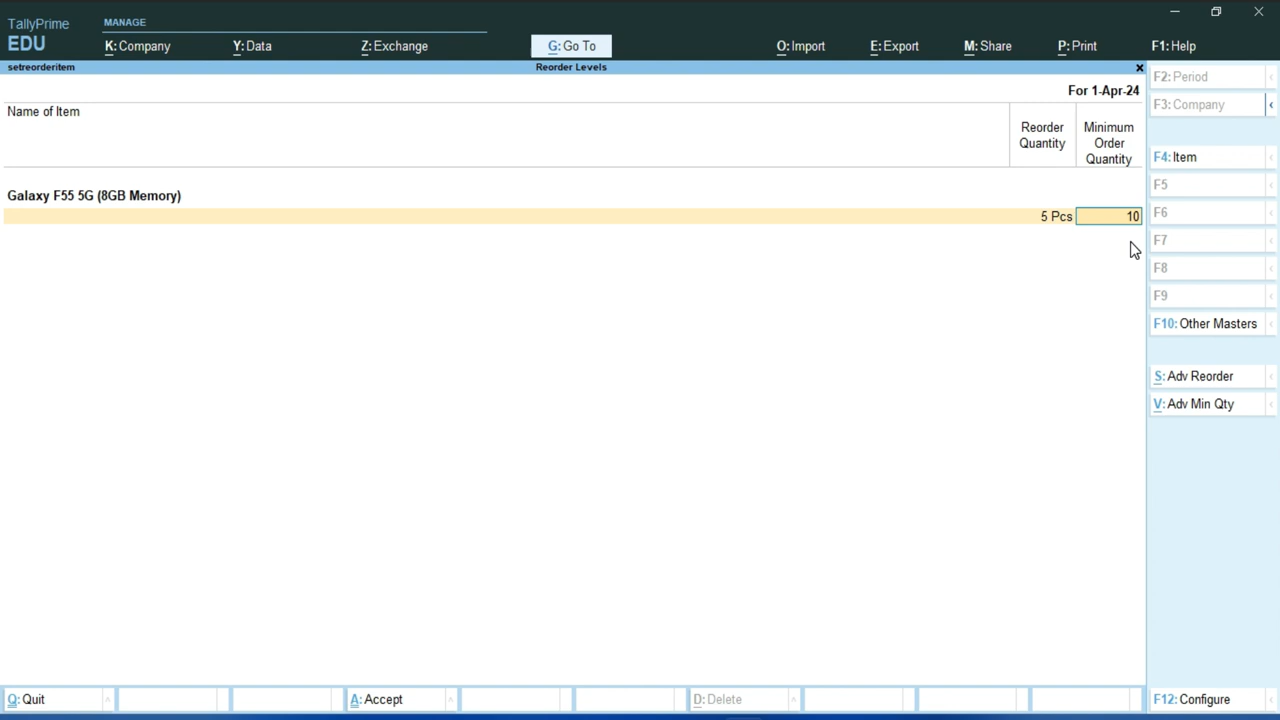 TallyPrime
EDU
MANAGE
K: Company
Y: Data
Z: Exchange
G: Go To
O: Import
E: Export
M: Share
P: Print
F1: Help
setreorderitem
Reorder Levels
For 1-Apr-24
Name of Item
Reorder
Quantity
Minimum
Order
Quantity
Galaxy F55 5G (8GB Memory)
5 Pcs
10
F2: Period
F3: Company
F4: Item
F5
F6
F7
F8
F9
F10: Other Masters
S: Adv Reorder
V: Adv Min Qty
Q: Quit
A: Accept
D: Delete
F12: Configure